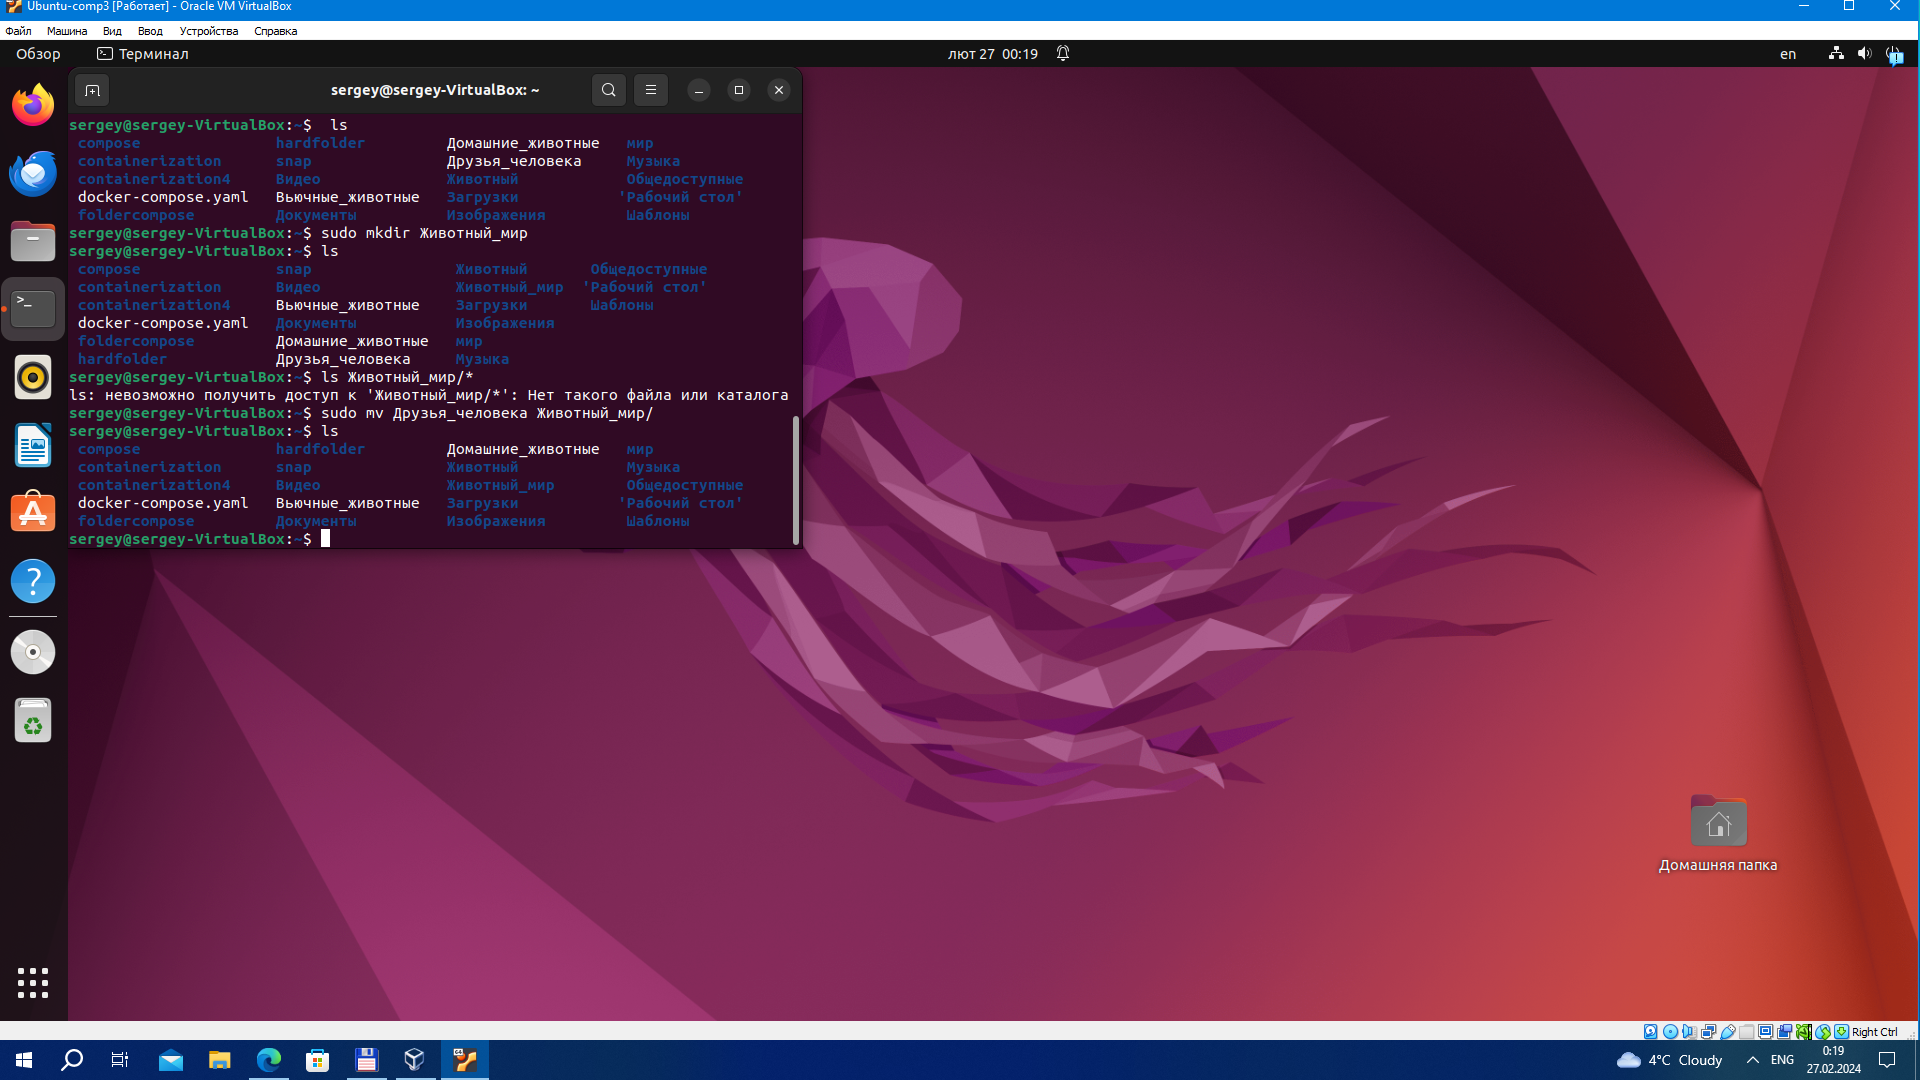 Ubuntu-comp3 [Работает] - Oracle VM VirtualBox
Файл Машина Вид Ввод Устройства Справка
Обзор Терминал лют 27 00:19 en
sergey@sergey-VirtualBox: ~
sergey@sergey-VirtualBox:~$  ls
compose hardfolder Домашние_животные мир
containerization snap Друзья_человека Музыка
containerization4 Видео Животный Общедоступные
docker-compose.yaml Вьючные_животные Загрузки 'Рабочий стол'
foldercompose Документы Изображения Шаблоны
sergey@sergey-VirtualBox:~$ sudo mkdir Животный_мир
sergey@sergey-VirtualBox:~$ ls
compose snap Животный Общедоступные
containerization Видео Животный_мир 'Рабочий стол'
containerization4 Вьючные_животные Загрузки Шаблоны
docker-compose.yaml Документы Изображения
foldercompose Домашние_животные мир
hardfolder Друзья_человека Музыка
sergey@sergey-VirtualBox:~$ ls Животный_мир/*
ls: невозможно получить доступ к 'Животный_мир/*': Нет такого файла или каталога
sergey@sergey-VirtualBox:~$ sudo mv Друзья_человека Животный_мир/
sergey@sergey-VirtualBox:~$ ls
compose hardfolder Домашние_животные мир
containerization snap Животный Музыка
containerization4 Видео Животный_мир Общедоступные
docker-compose.yaml Вьючные_животные Загрузки 'Рабочий стол'
foldercompose Документы Изображения Шаблоны
sergey@sergey-VirtualBox:~$
Домашняя папка
Right Ctrl
4°C Cloudy ENG 0:19
27.02.2024